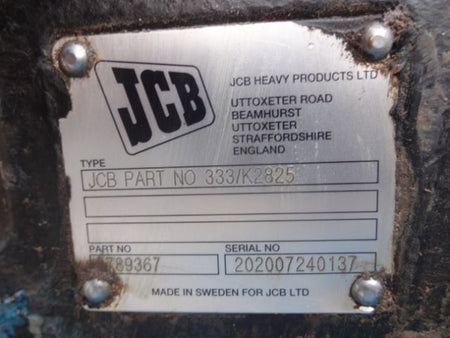 JCB
JCB HEAVY PRODUCTS LTD
UTTOXETER ROAD
BEAMHURST
UTTOXETER
STRAFFORDSHIRE
ENGLAND
TYPE
JCB PART NO 333/K2825
PART NO
SERIAL NO
202007240137
MADE IN SWEDEN FOR JCB LTD